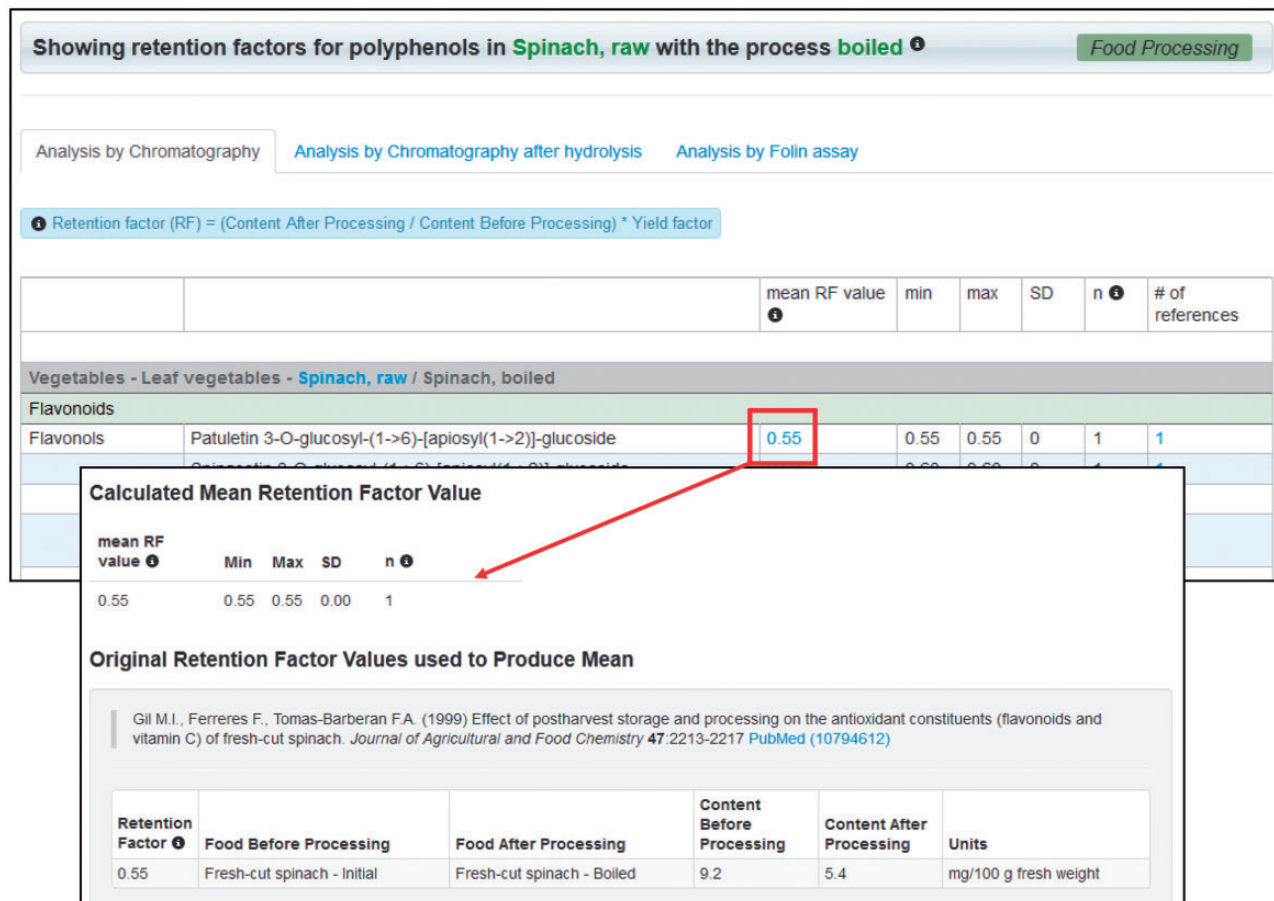 Showing retention factors for polyphenols in Spinach, raw with the process boiled
Food Processing
Analysis by Chromatography Analysis by Chromatography after hydrolysis Analysis by Folin assay
Retention factor (RF) = (Content After Processing / Content Before Processing) * Yield factor
mean RF value min max SD n # of references
Vegetables - Leaf vegetables - Spinach, raw / Spinach, boiled
Flavonoids
Flavonols Patuletin 3-O-glucosyl-(1->6)-[apiosyl(1->2)]-glucoside 0.55 0.55 0.55 0 1 1
Calculated Mean Retention Factor Value
mean RF
value Min Max SD n
0.55 0.55 0.55 0.00 1
Original Retention Factor Values used to Produce Mean
Gil M.I., Ferreres F., Tomas-Barberan F.A. (1999) Effect of postharvest storage and processing on the antioxidant constituents (flavonoids and
vitamin C) of fresh-cut spinach. Journal of Agricultural and Food Chemistry 47:2213-2217 PubMed (10794612)
Retention Factor Food Before Processing Food After Processing Content Before Processing Content After Processing Units
0.55 Fresh-cut spinach - Initial Fresh-cut spinach - Boiled 9.2 5.4 mg/100 g fresh weight